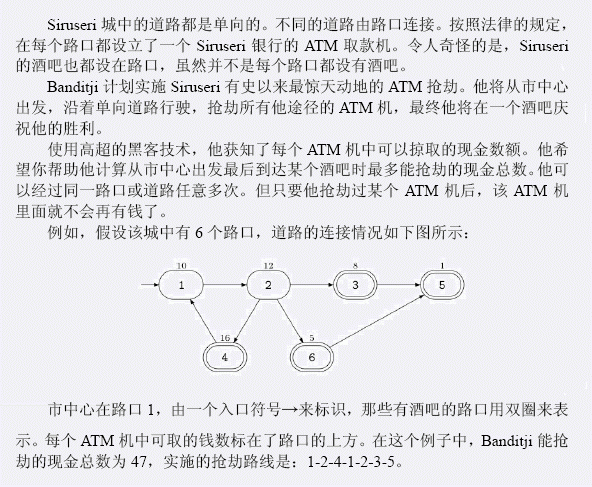 Siruseri 城中的道路都是单向的。不同的道路由路口连接。按照法律的规定，
在每个路口都设立了一个 Siruseri 银行的 ATM 取款机。令人奇怪的是，Siruseri
的酒吧也都设在路口，虽然并不是每个路口都设有酒吧。
Banditji 计划实施 Siruseri 有史以来最惊天动地的 ATM 抢劫。他将从市中心
出发，沿着单向道路行驶，抢劫所有他途径的 ATM 机，最终他将在一个酒吧庆
祝他的胜利。
使用高超的黑客技术，他获知了每个 ATM 机中可以掠取的现金数额。他希
望你帮助他计算从市中心出发最后到达某个酒吧时最多能抢劫的现金总数。他可
以经过同一路口或道路任意多次。但只要他抢劫过某个 ATM 机后，该 ATM 机
里面就不会再有钱了。
例如，假设该城中有 6 个路口，道路的连接情况如下图所示：
10 12 8 1
1 2 3 5
16 5
4 6
市中心在路口 1，由一个入口符号→来标识，那些有酒吧的路口用双圈来表
示。每个 ATM 机中可取的钱数标在了路口的上方。在这个例子中，Banditji 能抢
劫的现金总数为 47，实施的抢劫路线是：1-2-4-1-2-3-5。